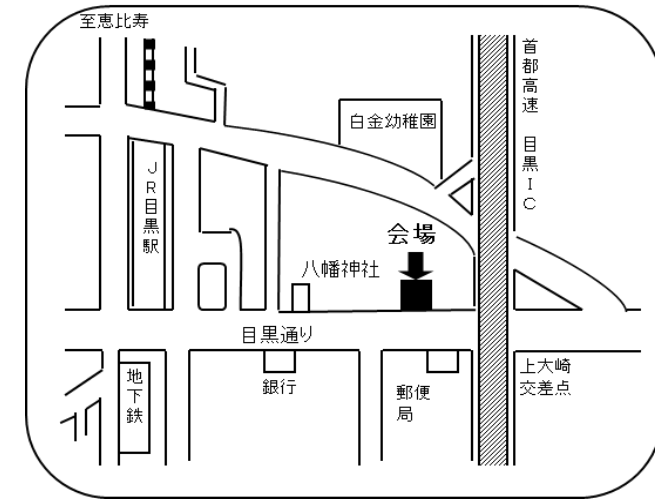 至恵比寿
首都高速 目黒IC
白金幼稚園
JR目黒駅
会場
八幡神社
目黒通り
地下鉄
銀行
郵便
局
上大崎
交差点